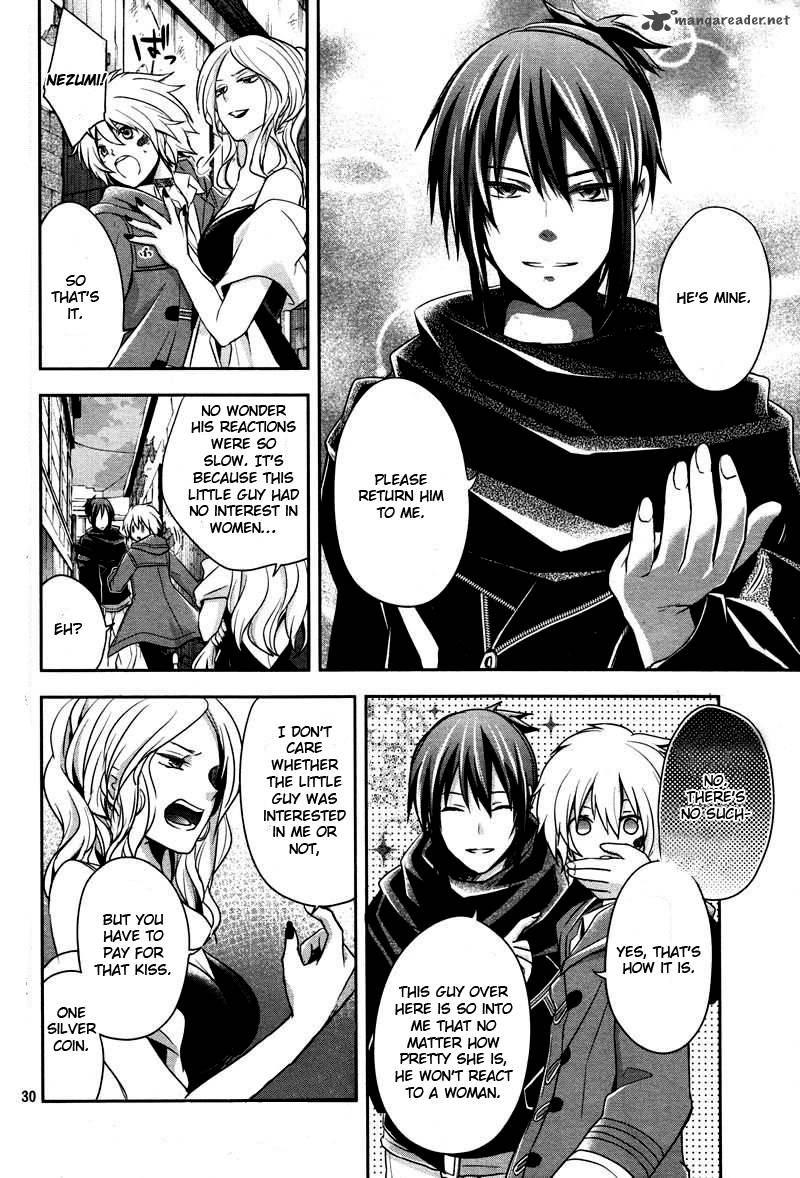 mangareader.net
HE'S MINE.
PLEASE
RETURN HIM
TO ME.
NEZUMI!
ばっ
SO
THAT'S
IT.
NO WONDER
HIS REACTIONS
WERE SO
SLOW. IT'S
BECAUSE THIS
LITTLE GUY HAD
NO INTEREST IN
WOMEN...
EH?
NO.
THERE'S
NO SUCH-
YES, THAT'S
HOW IT IS.
THIS GUY OVER
HERE IS SO INTO
ME THAT NO
MATTER HOW
PRETTY SHE IS,
HE WON'T REACT
TO A WOMAN.
I DON'T
CARE
WHETHER
THE LITTLE
GUY WAS
INTERESTED
IN ME OR
NOT,
BUT YOU
HAVE TO
PAY FOR
THAT KISS.
ONE
SILVER
COIN.
30